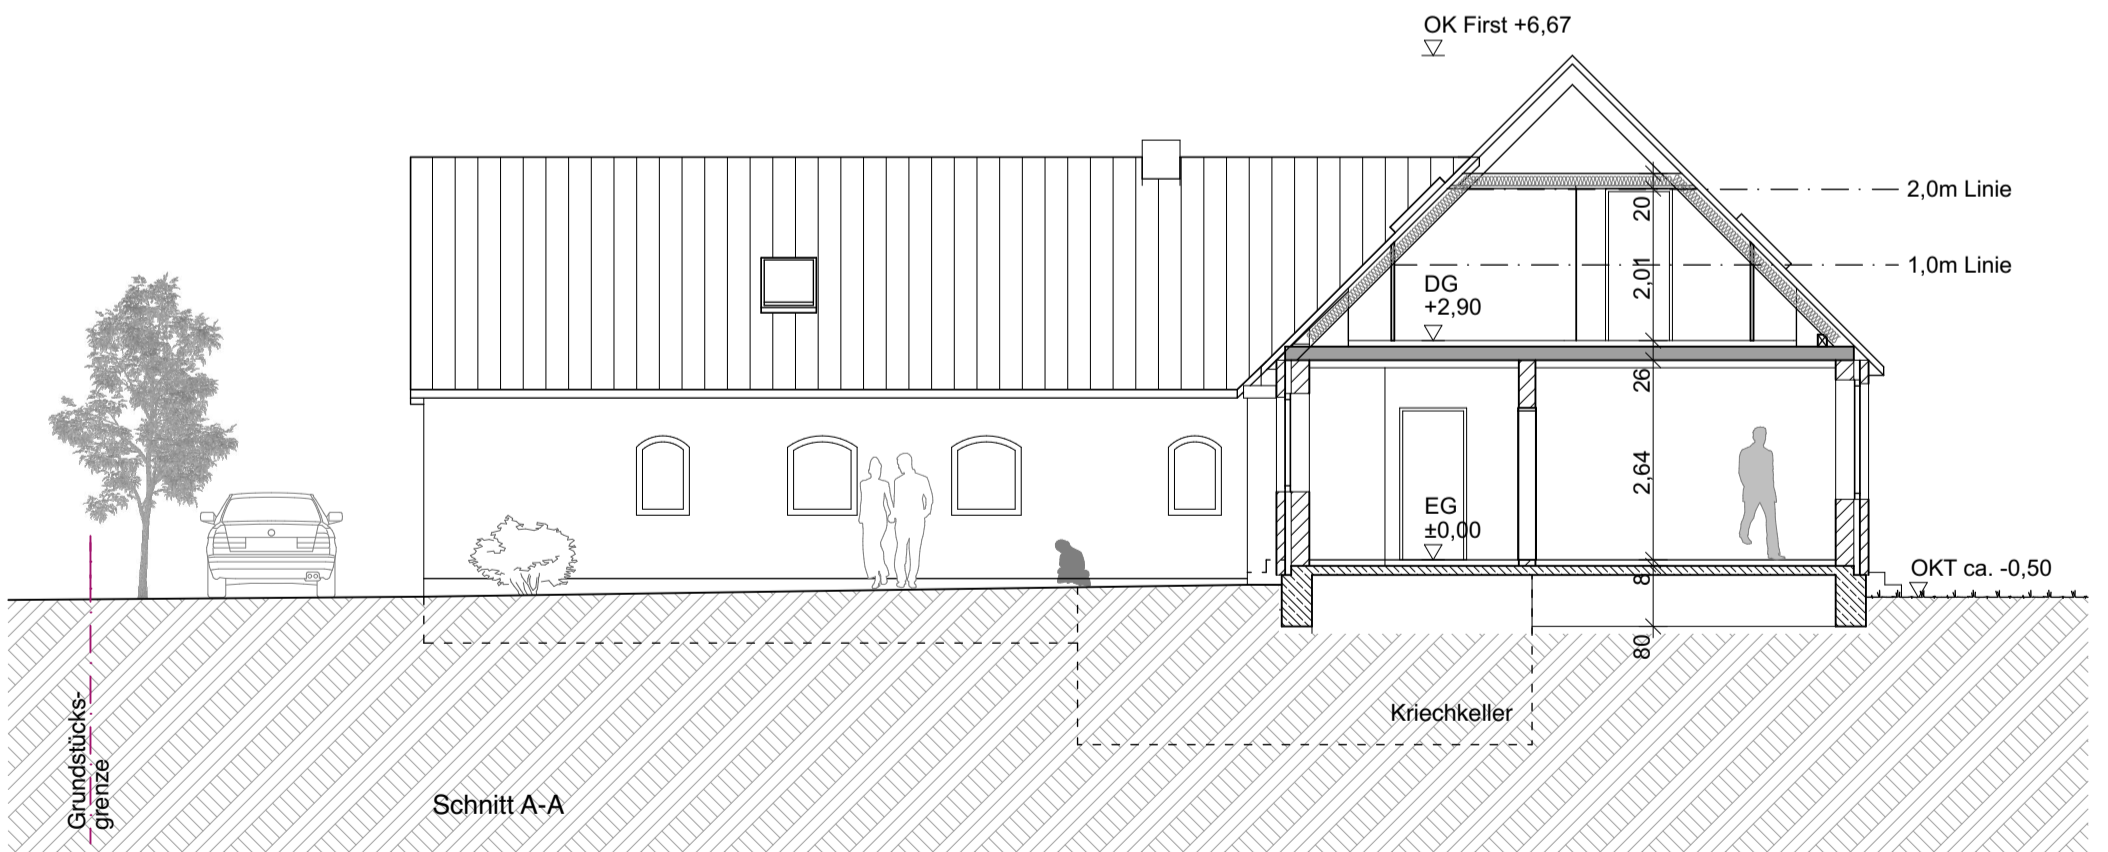 OK First +6,67
2,0m Linie
20
1,0m Linie
2,01
DG
+2,90
26
2,64
EG
±0,00
OKT ca. -0,50
8
80
Kriechkeller
Grundstücks-
grenze
Schnitt A-A